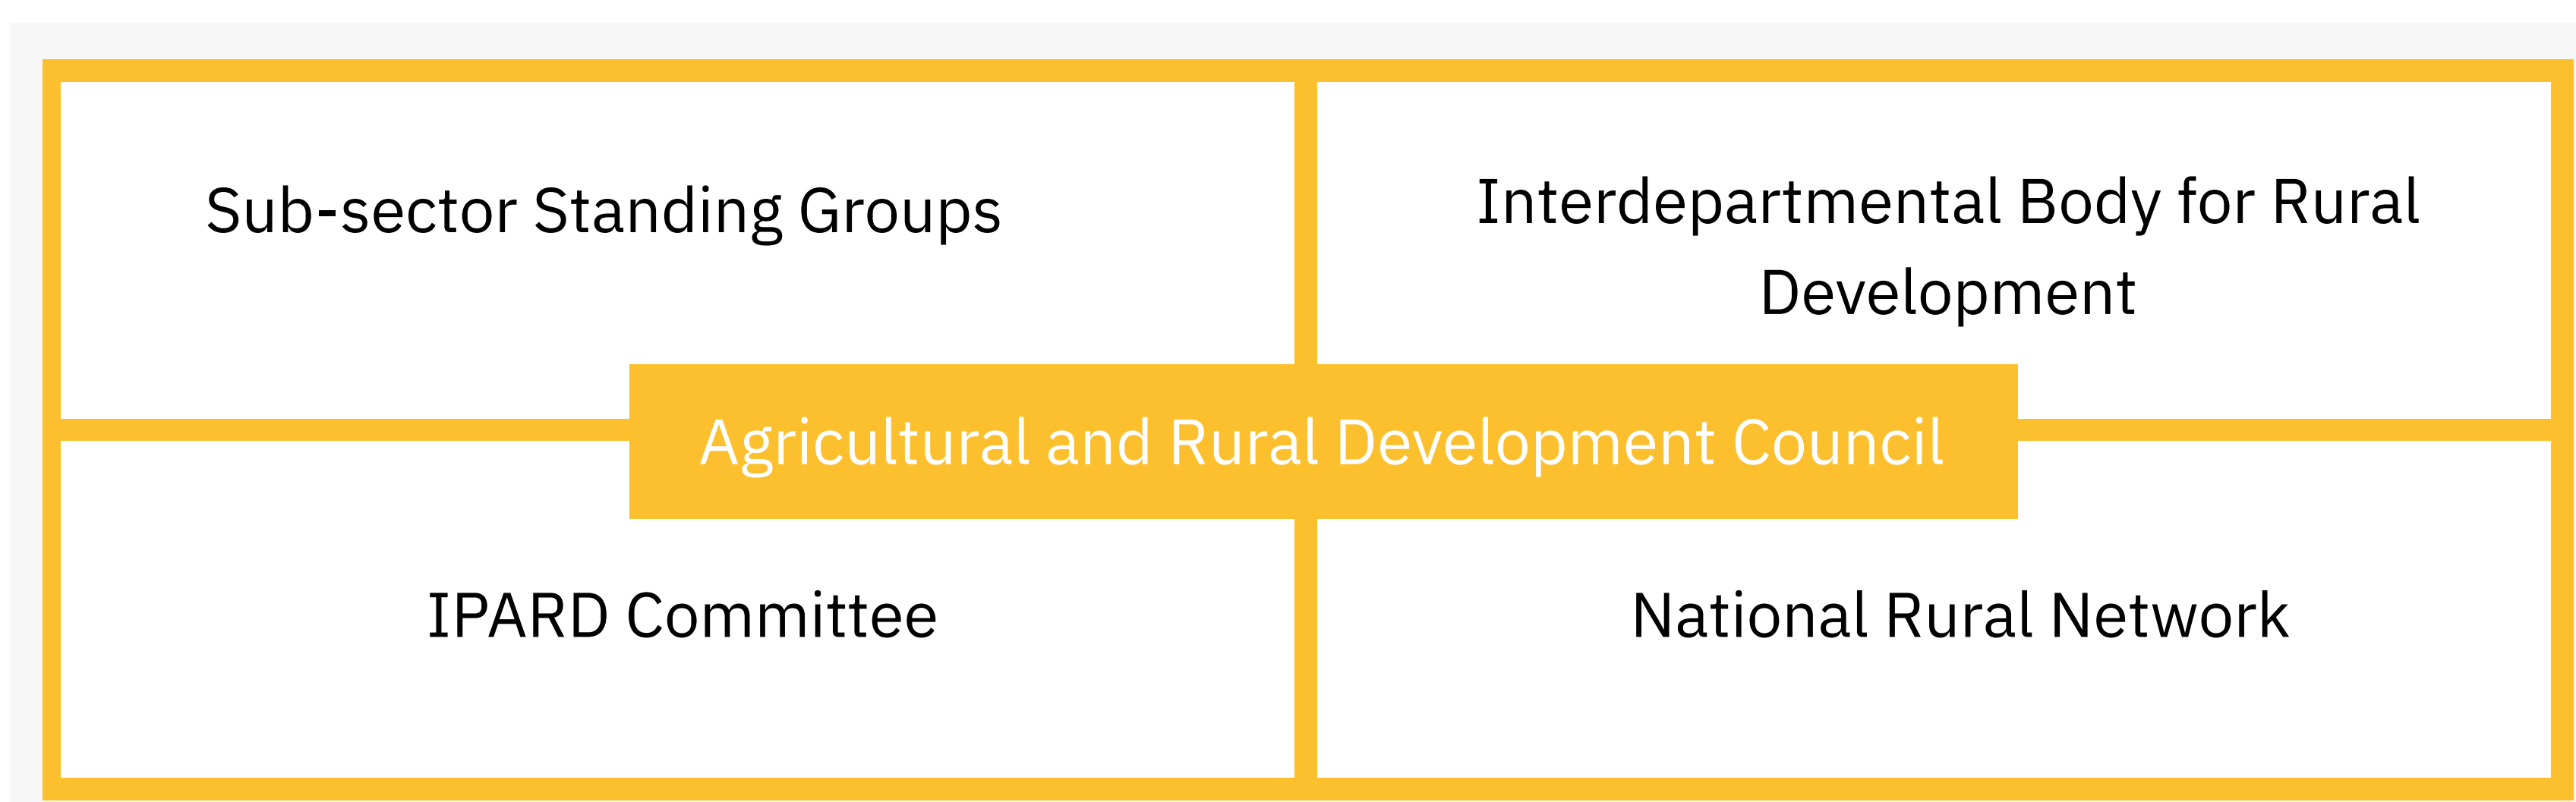 Sub-sector Standing Groups
Interdepartmental Body for Rural
Development
Agricultural and Rural Development Council
IPARD Committee
National Rural Network